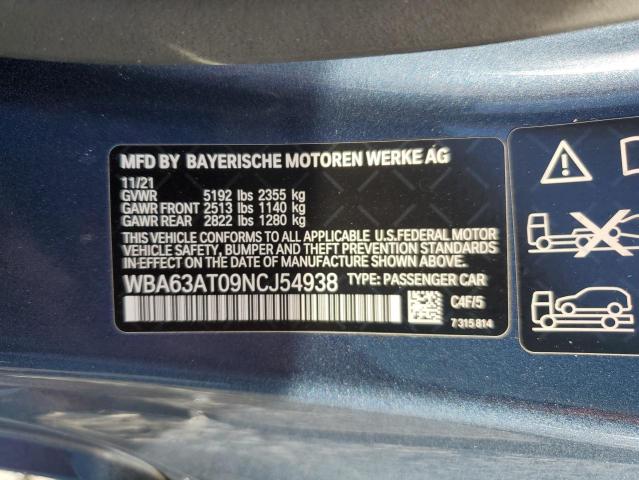 MFD BY BAYERISCHE MOTOREN WERKE AG
11/21
GVWR 5192 lbs 2355 kg
GAWR FRONT 2513 lbs 1140 kg
GAWR REAR 2822 lbs 1280 kg
THIS VEHICLE CONFORMS TO ALL APPLICABLE U.S.FEDERAL MOTOR
VEHICLE SAFETY, BUMPER AND THEFT PREVENTION STANDARDS
IN-EFFECT ON THE DATE OF MANUFACTURE SHOWN ABOVE.
WBA63AT09NCJ54938 TYPE: PASSENGER CAR
C4F/5
7 315 814